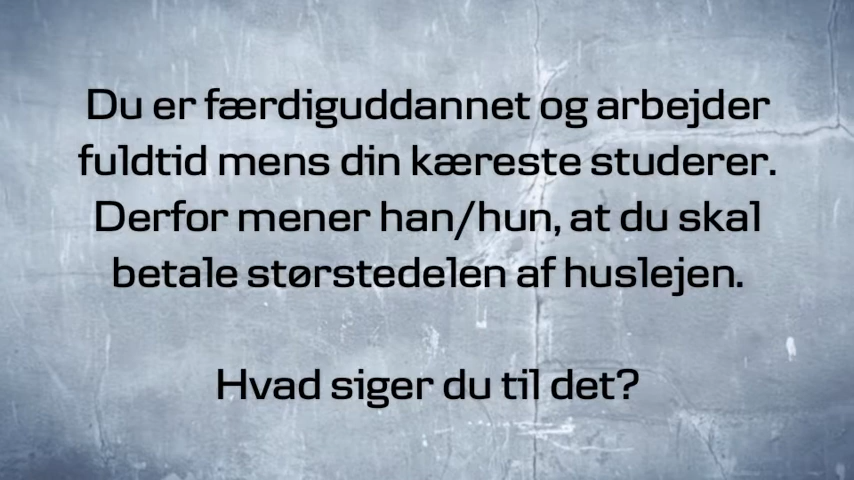 Du er færdiguddannet og arbejder
fuldtid mens din kæreste studerer.
Derfor mener han/hun, at du skal
betale størstedelen af huslejen.
Hvad siger du til det?